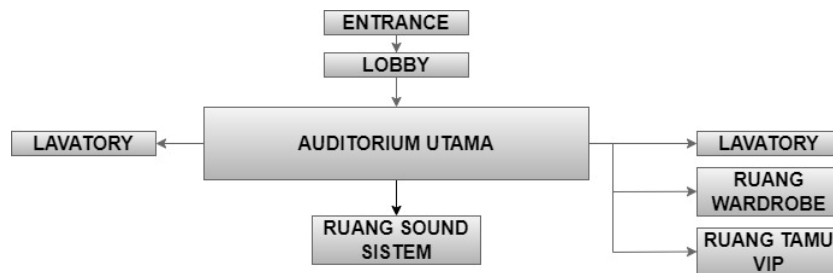 ENTRANCE
LOBBY
AUDITORIUM UTAMA
LAVATORY
LAVATORY
RUANG
WARDROBE
RUANG SOUND
SISTEM
RUANG TAMU
VIP